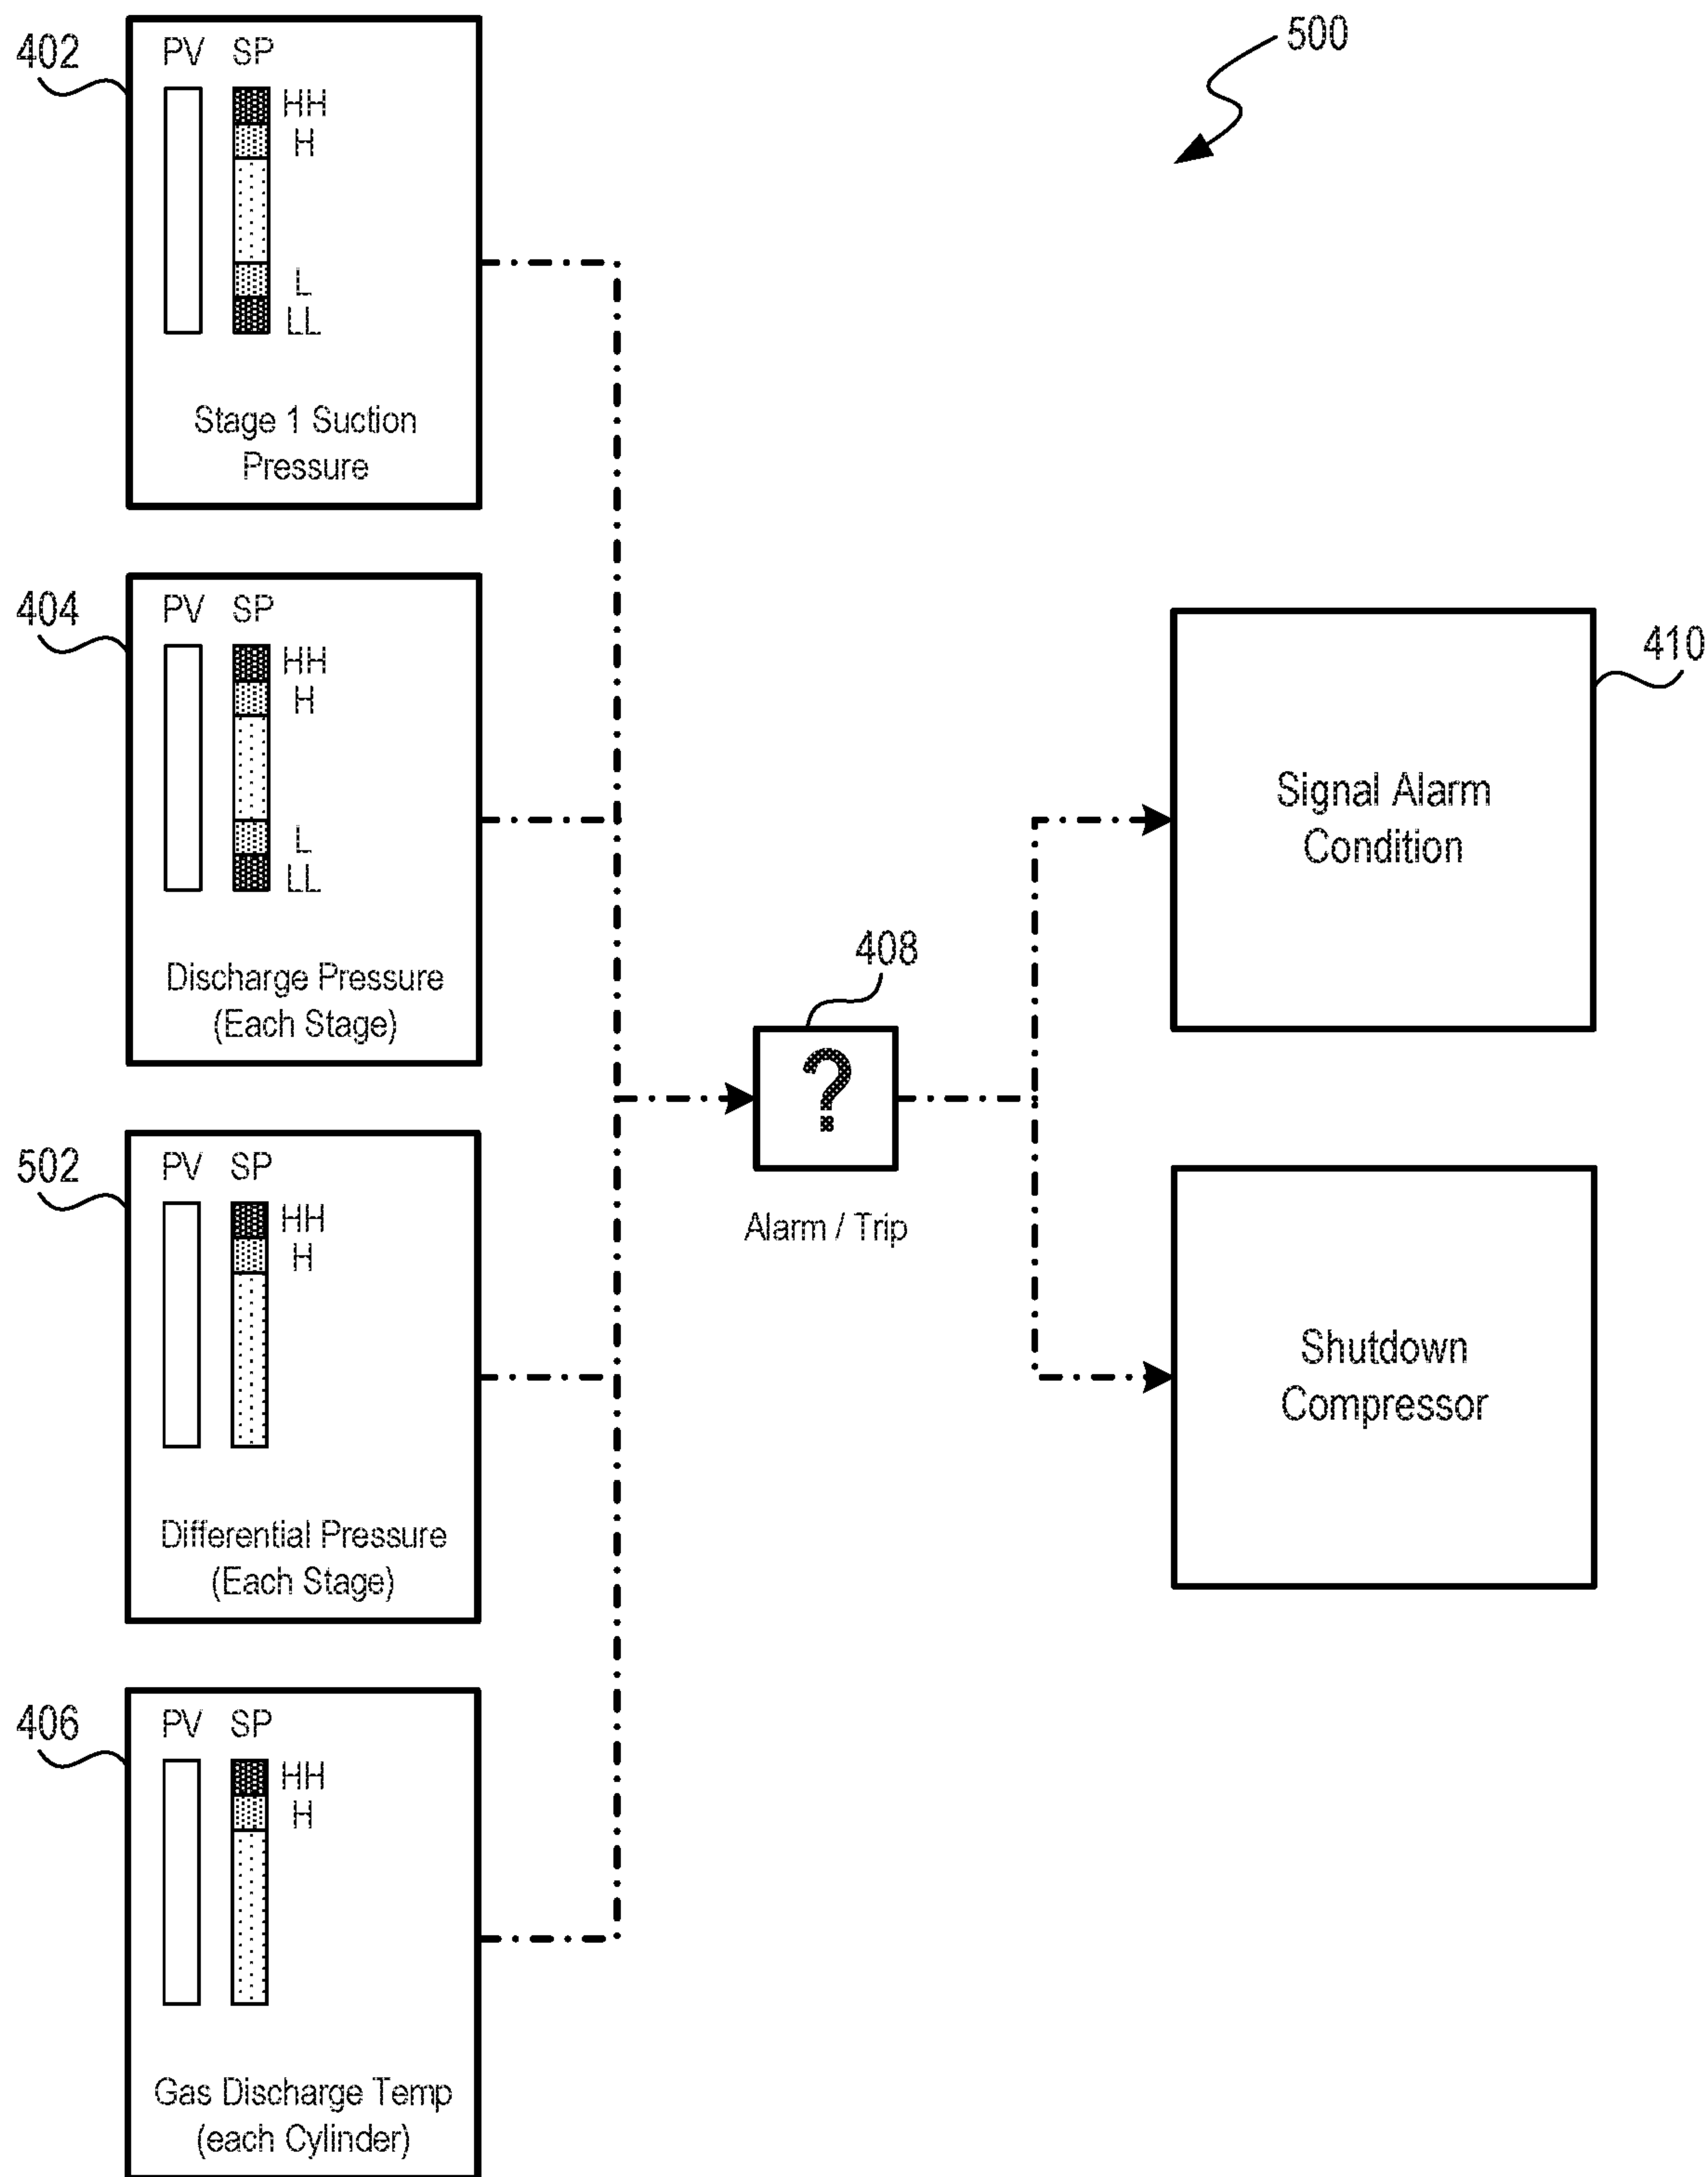 500
402
PV SP
HH
H
L
LL
Stage 1 Suction
Pressure
404
PV SP
HH
H
L
LL
Discharge Pressure
(Each Stage)
502
PV SP
HH
H
Differential Pressure
(Each Stage)
406
PV SP
HH
H
Gas Discharge Temp
(each Cylinder)
408
?
Alarm / Trip
410
Signal Alarm
Condition
Shutdown
Compressor